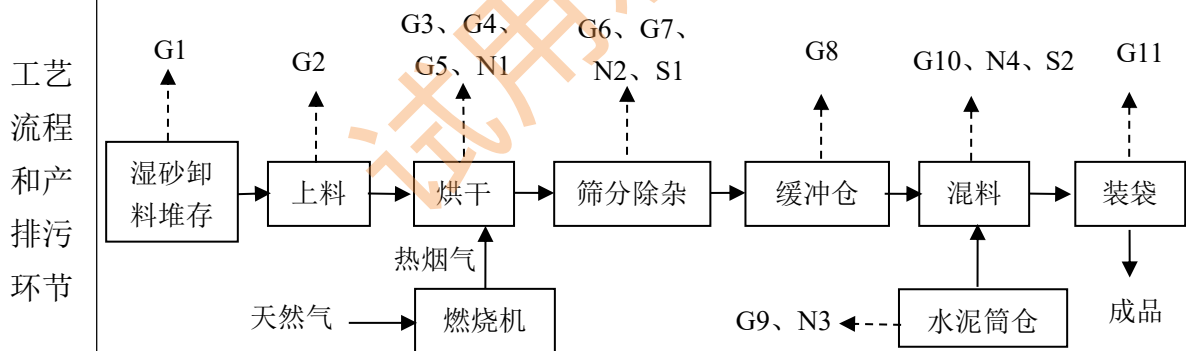 工艺
流程
和产
排污
环节
G1
G2
G3、G4、
G5、N1
G6、G7、
N2、S1
G8
G10、N4、S2
G11
湿砂卸
料堆存
上料
烘干
筛分除杂
缓冲仓
混料
装袋
热烟气
天然气
燃烧机
G9、N3
水泥筒仓
成品
试用